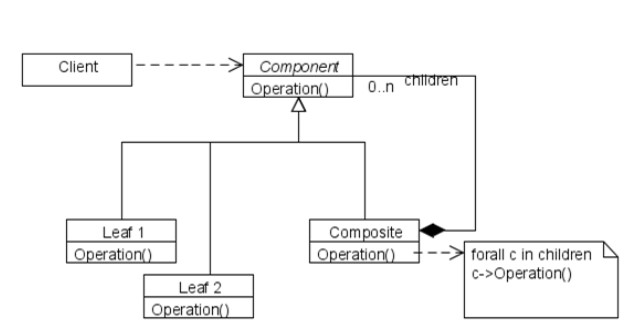 Client
Component
Operation()
0..n children
Leaf 1
Operation()
Composite
Operation()
forall c in children
c->Operation()
Leaf 2
Operation()